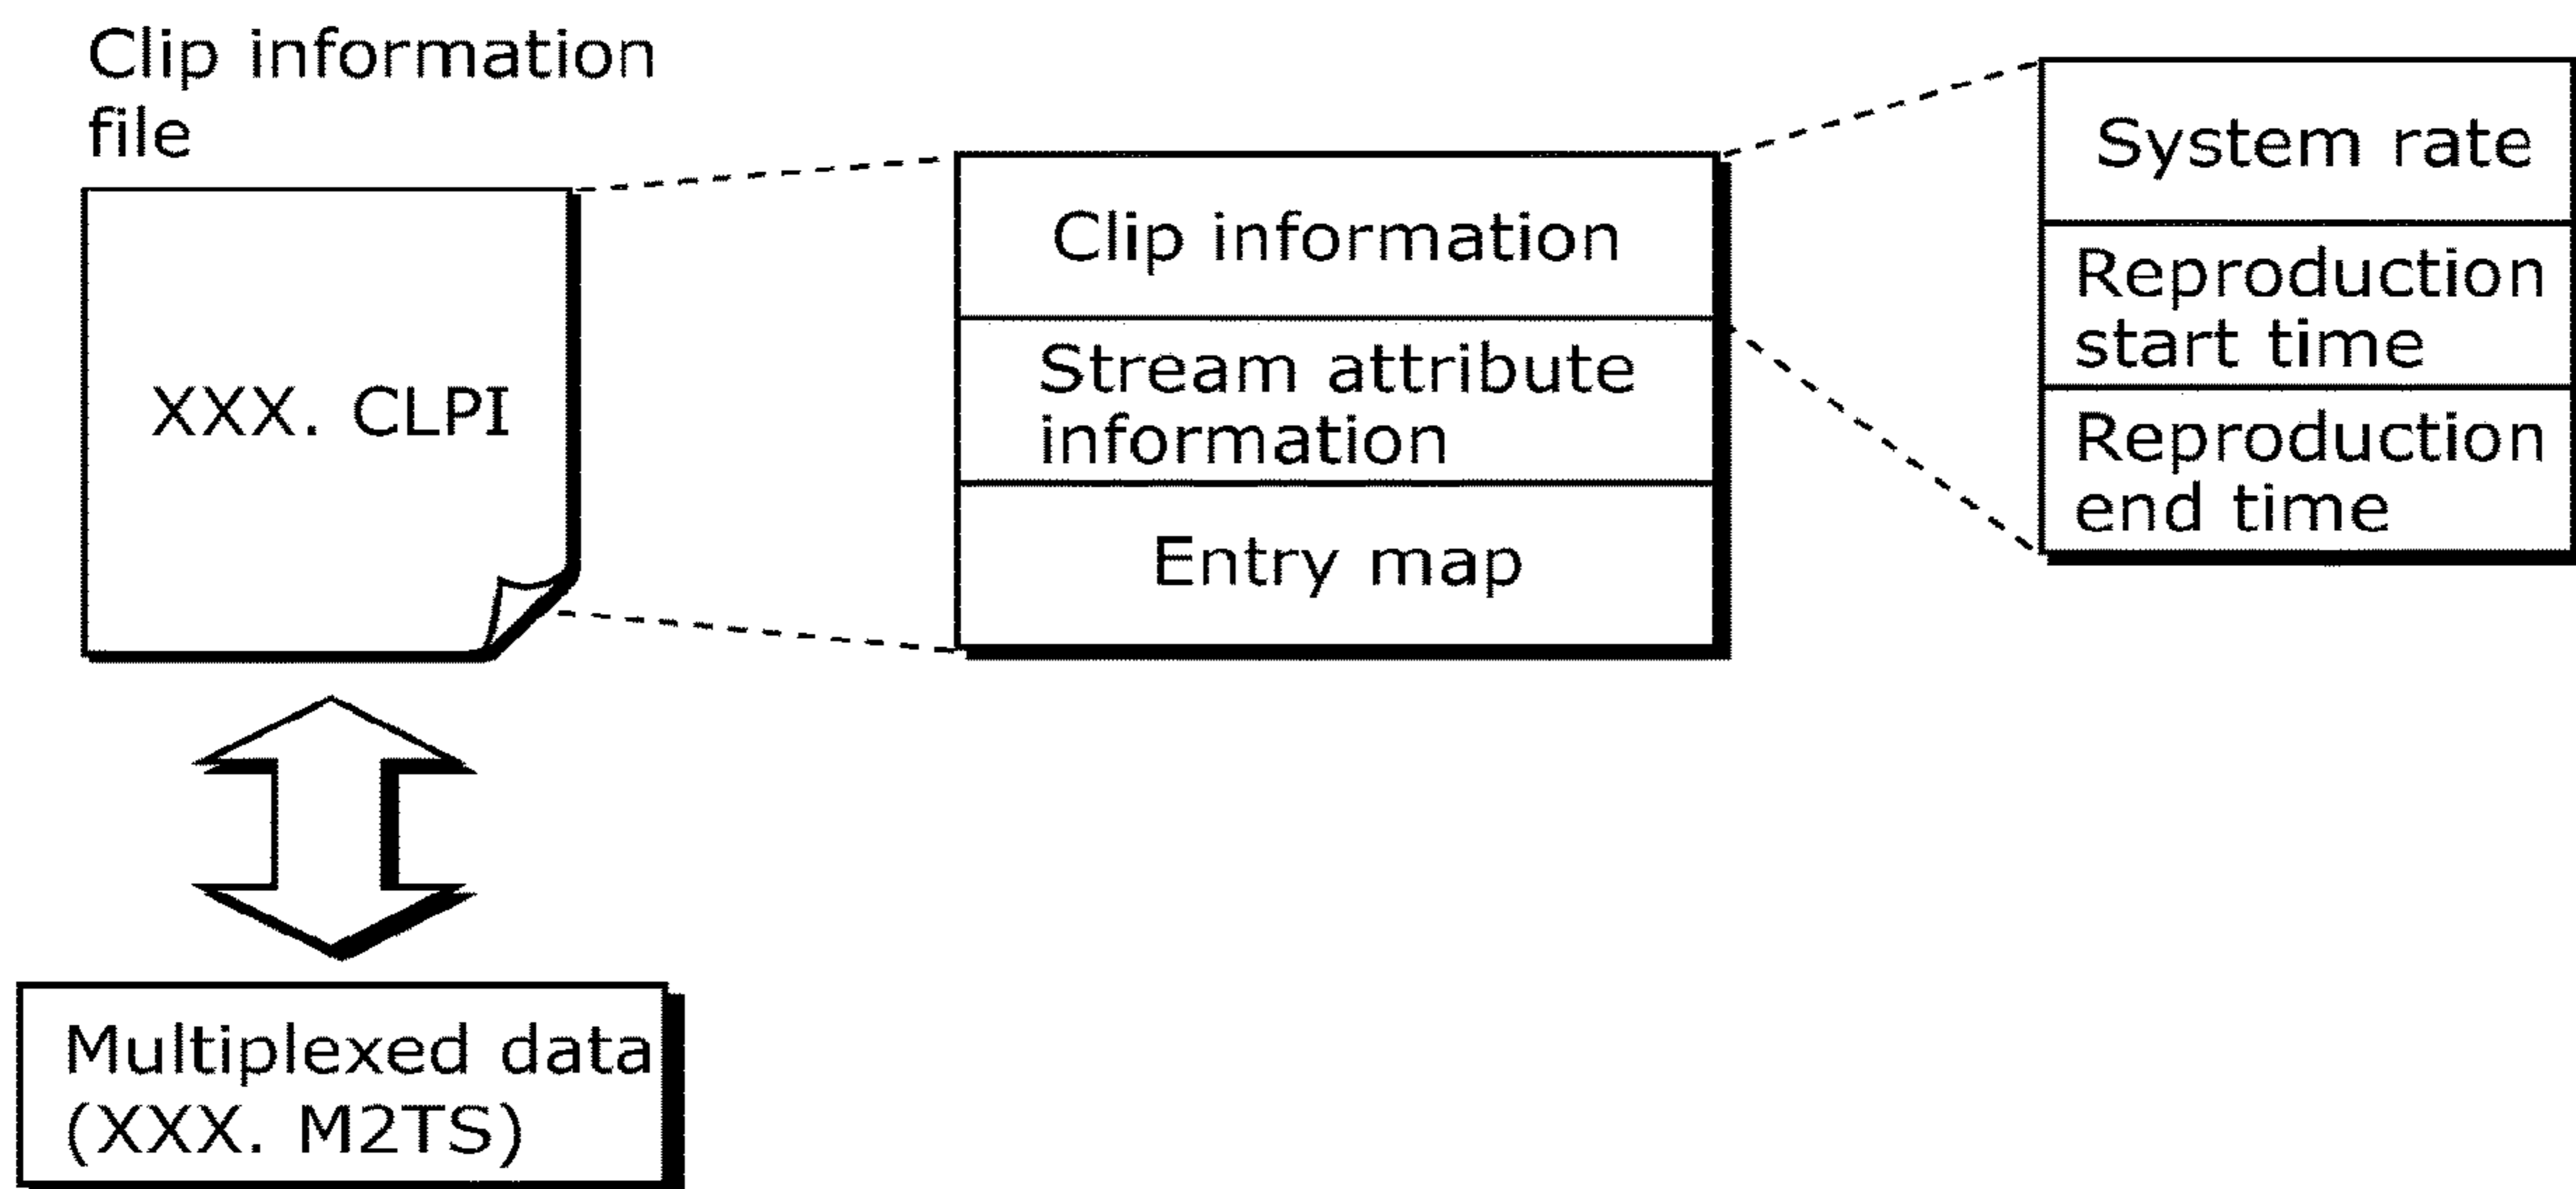 Clip information
file
XXX. CLPI
Clip information
Stream attribute
information
Entry map
System rate
Reproduction
start time
Reproduction
end time
Multiplexed data
(XXX. M2TS)